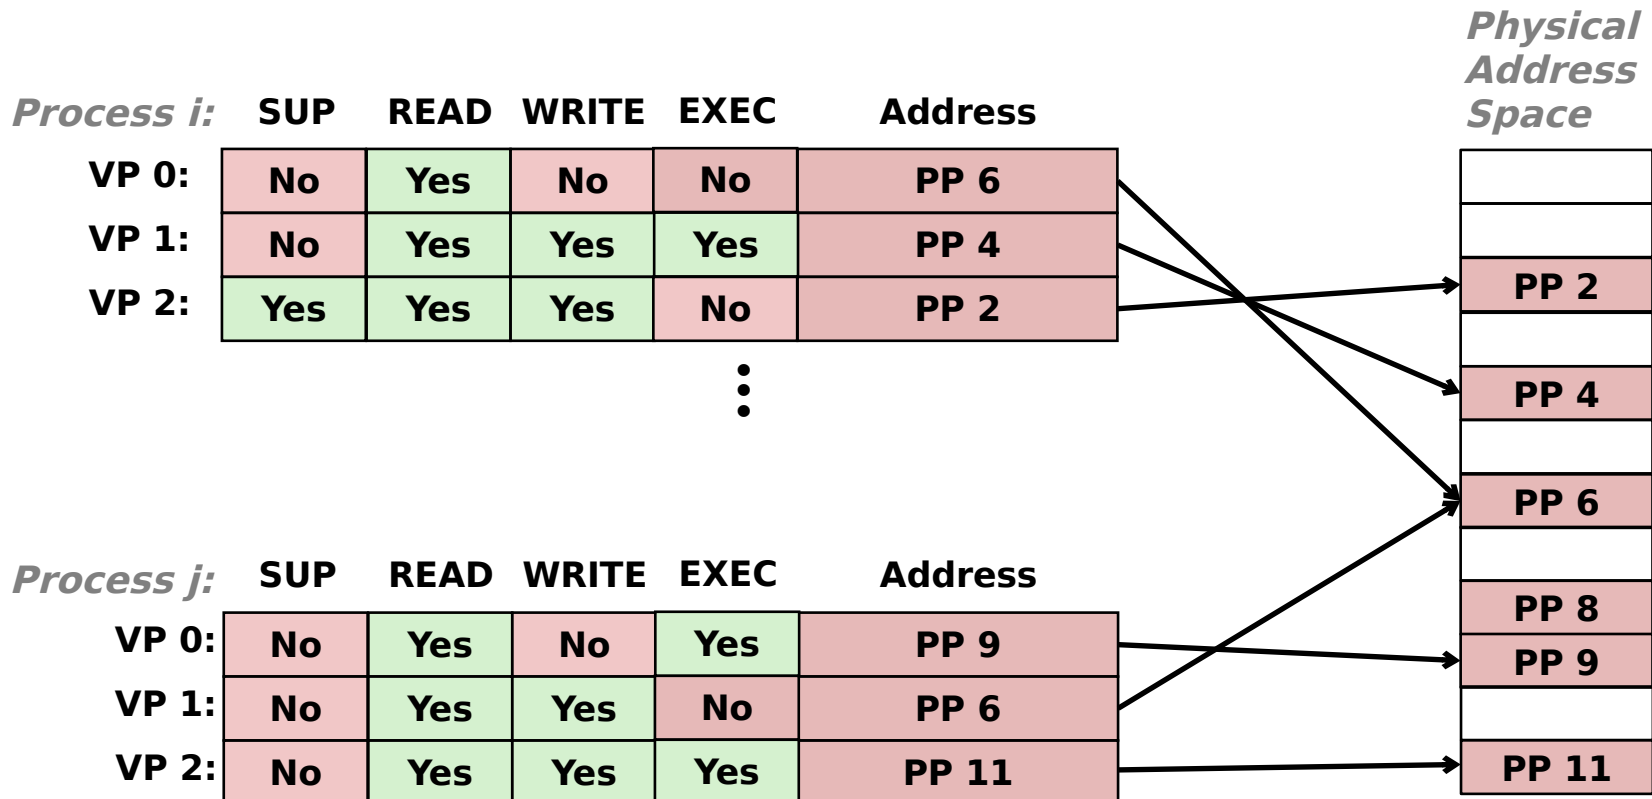 Physical
Address
Space
Process i: SUP READ WRITE EXEC Address
VP 0: No Yes No No PP 6
VP 1: No Yes Yes Yes PP 4
VP 2: Yes Yes Yes No PP 2
PP 2
PP 4
PP 6
PP 8
PP 9
PP 11
Process j: SUP READ WRITE EXEC Address
VP 0: No Yes No Yes PP 9
VP 1: No Yes Yes No PP 6
VP 2: No Yes Yes Yes PP 11